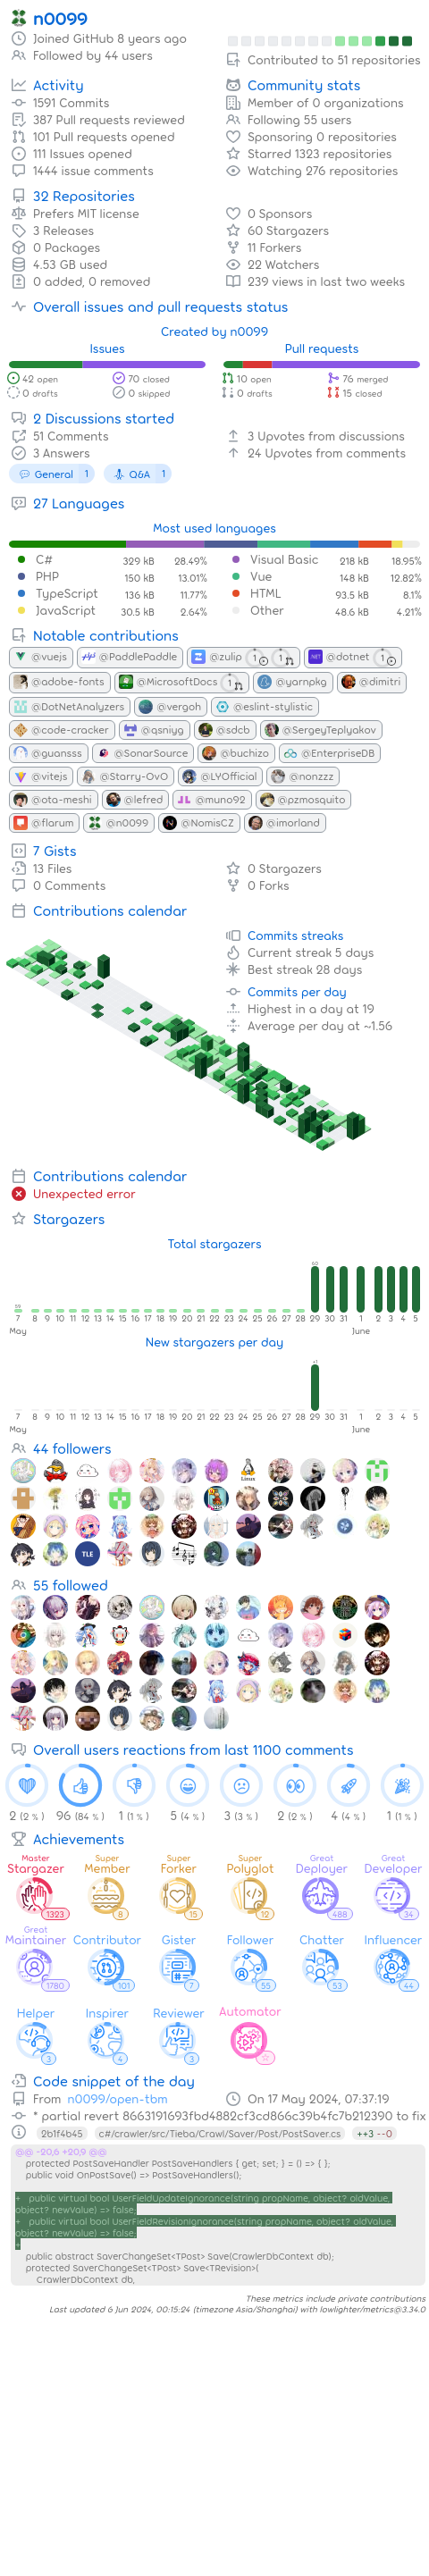 n0099
Joined GitHub 8 years ago
Followed by 44 users
Contributed to 51 repositories
Activity
1591 Commits
387 Pull requests reviewed
101 Pull requests opened
111 Issues opened
1444 issue comments
Community stats
Member of 0 organizations
Following 55 users
Sponsoring 0 repositories
Starred 1323 repositories
Watching 276 repositories
32 Repositories
Prefers MIT license
3 Releases
0 Packages
4.53 GB used
0 added, 0 removed
0 Sponsors
60 Stargazers
11 Forkers
22 Watchers
239 views in last two weeks
Overall issues and pull requests status
Created by n0099
Issues
42 open 70 closed
0 drafts 0 skipped
Pull requests
10 open 76 merged
0 drafts 15 closed
2 Discussions started
51 Comments
3 Answers
3 Upvotes from discussions
24 Upvotes from comments
General 1 Q&A 1
27 Languages
Most used languages
C# 329 kB 28.49% Visual Basic 218 kB 18.95%
PHP 150 kB 13.01% Vue 148 kB 12.82%
TypeScript 136 kB 11.77% HTML 93.5 kB 8.1%
JavaScript 30.5 kB 2.64% Other 48.6 kB 4.21%
Notable contributions
@vuejs @PaddlePaddle @zulip 1 1 @dotnet 1
@adobe-fonts @MicrosoftDocs 1 @yarnpkg @dimitri
@DotNetAnalyzers @vergoh @eslint-stylistic
@code-cracker @qsniyg @sdcb @SergeyTeplyakov
@guansss @SonarSource @buchizo @EnterpriseDB
@vitejs @Starry-OvO @LYOfficial @nonzzz
@ota-meshi @lefred @muno92 @pzmosquito
@flarum @n0099 @NomisCZ @imorland
7 Gists
13 Files
0 Comments
0 Stargazers
0 Forks
Contributions calendar
Commits streaks
Current streak 5 days
Best streak 28 days
Commits per day
Highest in a day at 19
Average per day at ~1.56
Contributions calendar
Unexpected error
Stargazers
Total stargazers
59 60
7 8 9 10 11 12 13 14 15 16 17 18 19 20 21 22 23 24 25 26 27 28 29 30 31 1 2 3 4 5
May June
New stargazers per day
7 8 9 10 11 12 13 14 15 16 17 18 19 20 21 22 23 24 25 26 27 28 29 30 31 1 2 3 4 5
May June
44 followers
Linux
TLE
55 followed
Overall users reactions from last 1100 comments
2 (2 %) 96 (84 %) 1 (1 %) 5 (4 %) 3 (3 %) 2 (2 %) 4 (4 %) 1 (1 %)
Achievements
Master Super Super Super Great Great
Stargazer Member Forker Polyglot Deployer Developer
1323 8 15 12 488 34
Great
Maintainer Contributor Gister Follower Chatter Influencer
1780 101 7 55 53 44
Helper Inspirer Reviewer Automator
3 4 3
Code snippet of the day
From n0099/open-tbm On 17 May 2024, 07:37:19
* partial revert 8663191693fbd4882cf3cd866c39b4fc7b212390 to fix
2b1f4b45 c#/crawler/src/Tieba/Crawl/Saver/Post/PostSaver.cs ++3 --0
@@ -20,6 +20,9 @@
protected PostSaveHandler PostSaveHandlers { get; set; } = () => { };
public void OnPostSave() => PostSaveHandlers();
+ public virtual bool UserFieldUpdateIgnorance(string propName, object? oldValue,
object? newValue) => false;
+ public virtual bool UserFieldRevisionIgnorance(string propName, object? oldValue,
object? newValue) => false;
+
public abstract SaverChangeSet<TPost> Save(CrawlerDbContext db);
protected SaverChangeSet<TPost> Save<TRevision>(
CrawlerDbContext db,
These metrics include private contributions
Last updated 6 Jun 2024, 00:15:24 (timezone Asia/Shanghai) with lowlighter/metrics@3.34.0